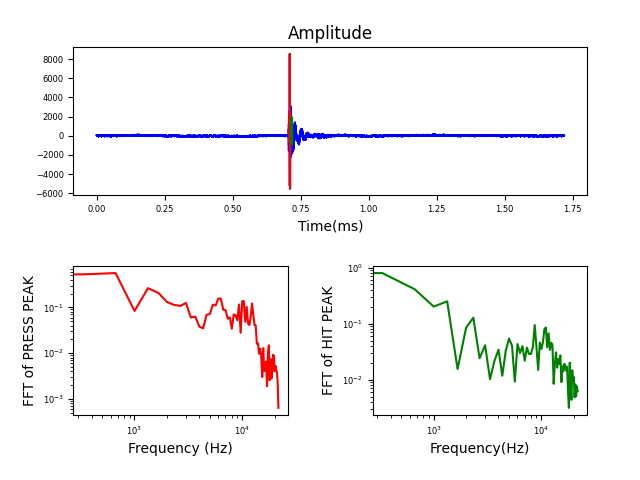 Amplitude
8000
6000
4000
2000
0
−2000
−4000
−6000
0.00 0.25 0.50 0.75 1.00 1.25 1.50 1.75
Time(ms)
FFT of PRESS PEAK
10⁻¹
10⁻²
10⁻³
10³ 10⁴
Frequency (Hz)
FFT of HIT PEAK
10⁰
10⁻¹
10⁻²
10³ 10⁴
Frequency(Hz)